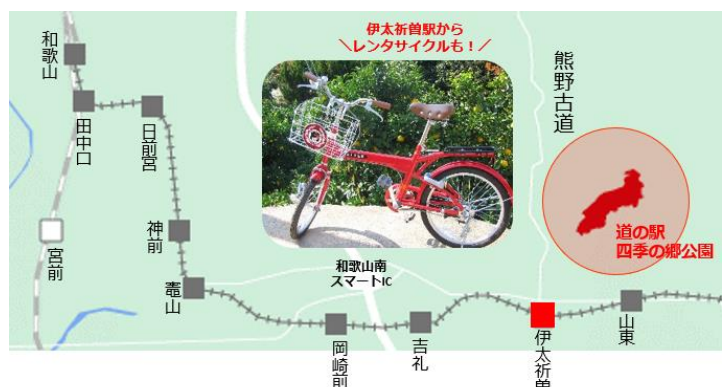 伊太祈曽駅から
＼レンタサイクルも！／
和歌山
田中口
日前宮
熊野古道
宮前
神前
竈山
和歌山南
スマートIC
道の駅
四季の郷公園
岡崎前
吉礼
伊太祈曽
山東